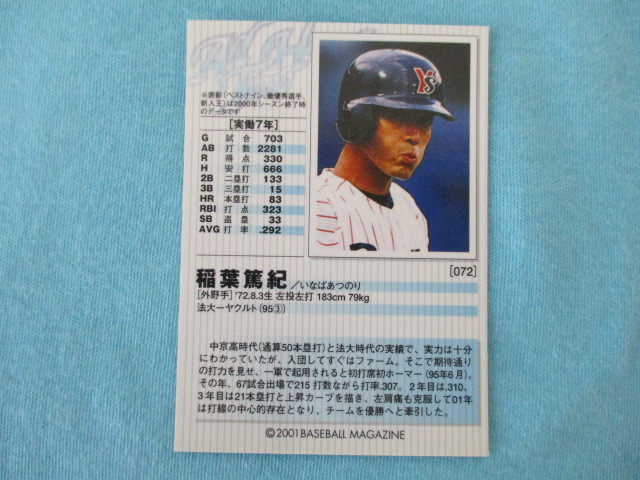 ※表彰(ベストナイン、最優秀選手、
新人王)は2000年シーズン終了時
のデータです
[実働7年]
G 試合 703
AB 打数 2281
R 得点 330
H 安打 666
2B 二塁打 133
3B 三塁打 15
HR 本塁打 83
RBI 打点 323
SB 盗塁 33
AVG 打率 .292
YS
[072]
稲葉篤紀/いなばあつのり
[外野手] '72.8.3生 左投左打 183cm 79kg
法大ーヤクルト(95③)
中京高時代(通算50本塁打)と法大時代の実績で、実力は十分
にわかっていたが、入団してすぐはファーム。そこで期待通り
の打力を見せ、一軍で起用されると初打席初ホーマー(95年6月)。
その年、67試合出場で215打数ながら打率.307。2年目は.310、
3年目は21本塁打と上昇カーブを描き、左肩痛も克服して01年
は打線の中心的存在となり、チームを優勝へと牽引した。
©2001 BASEBALL MAGAZINE